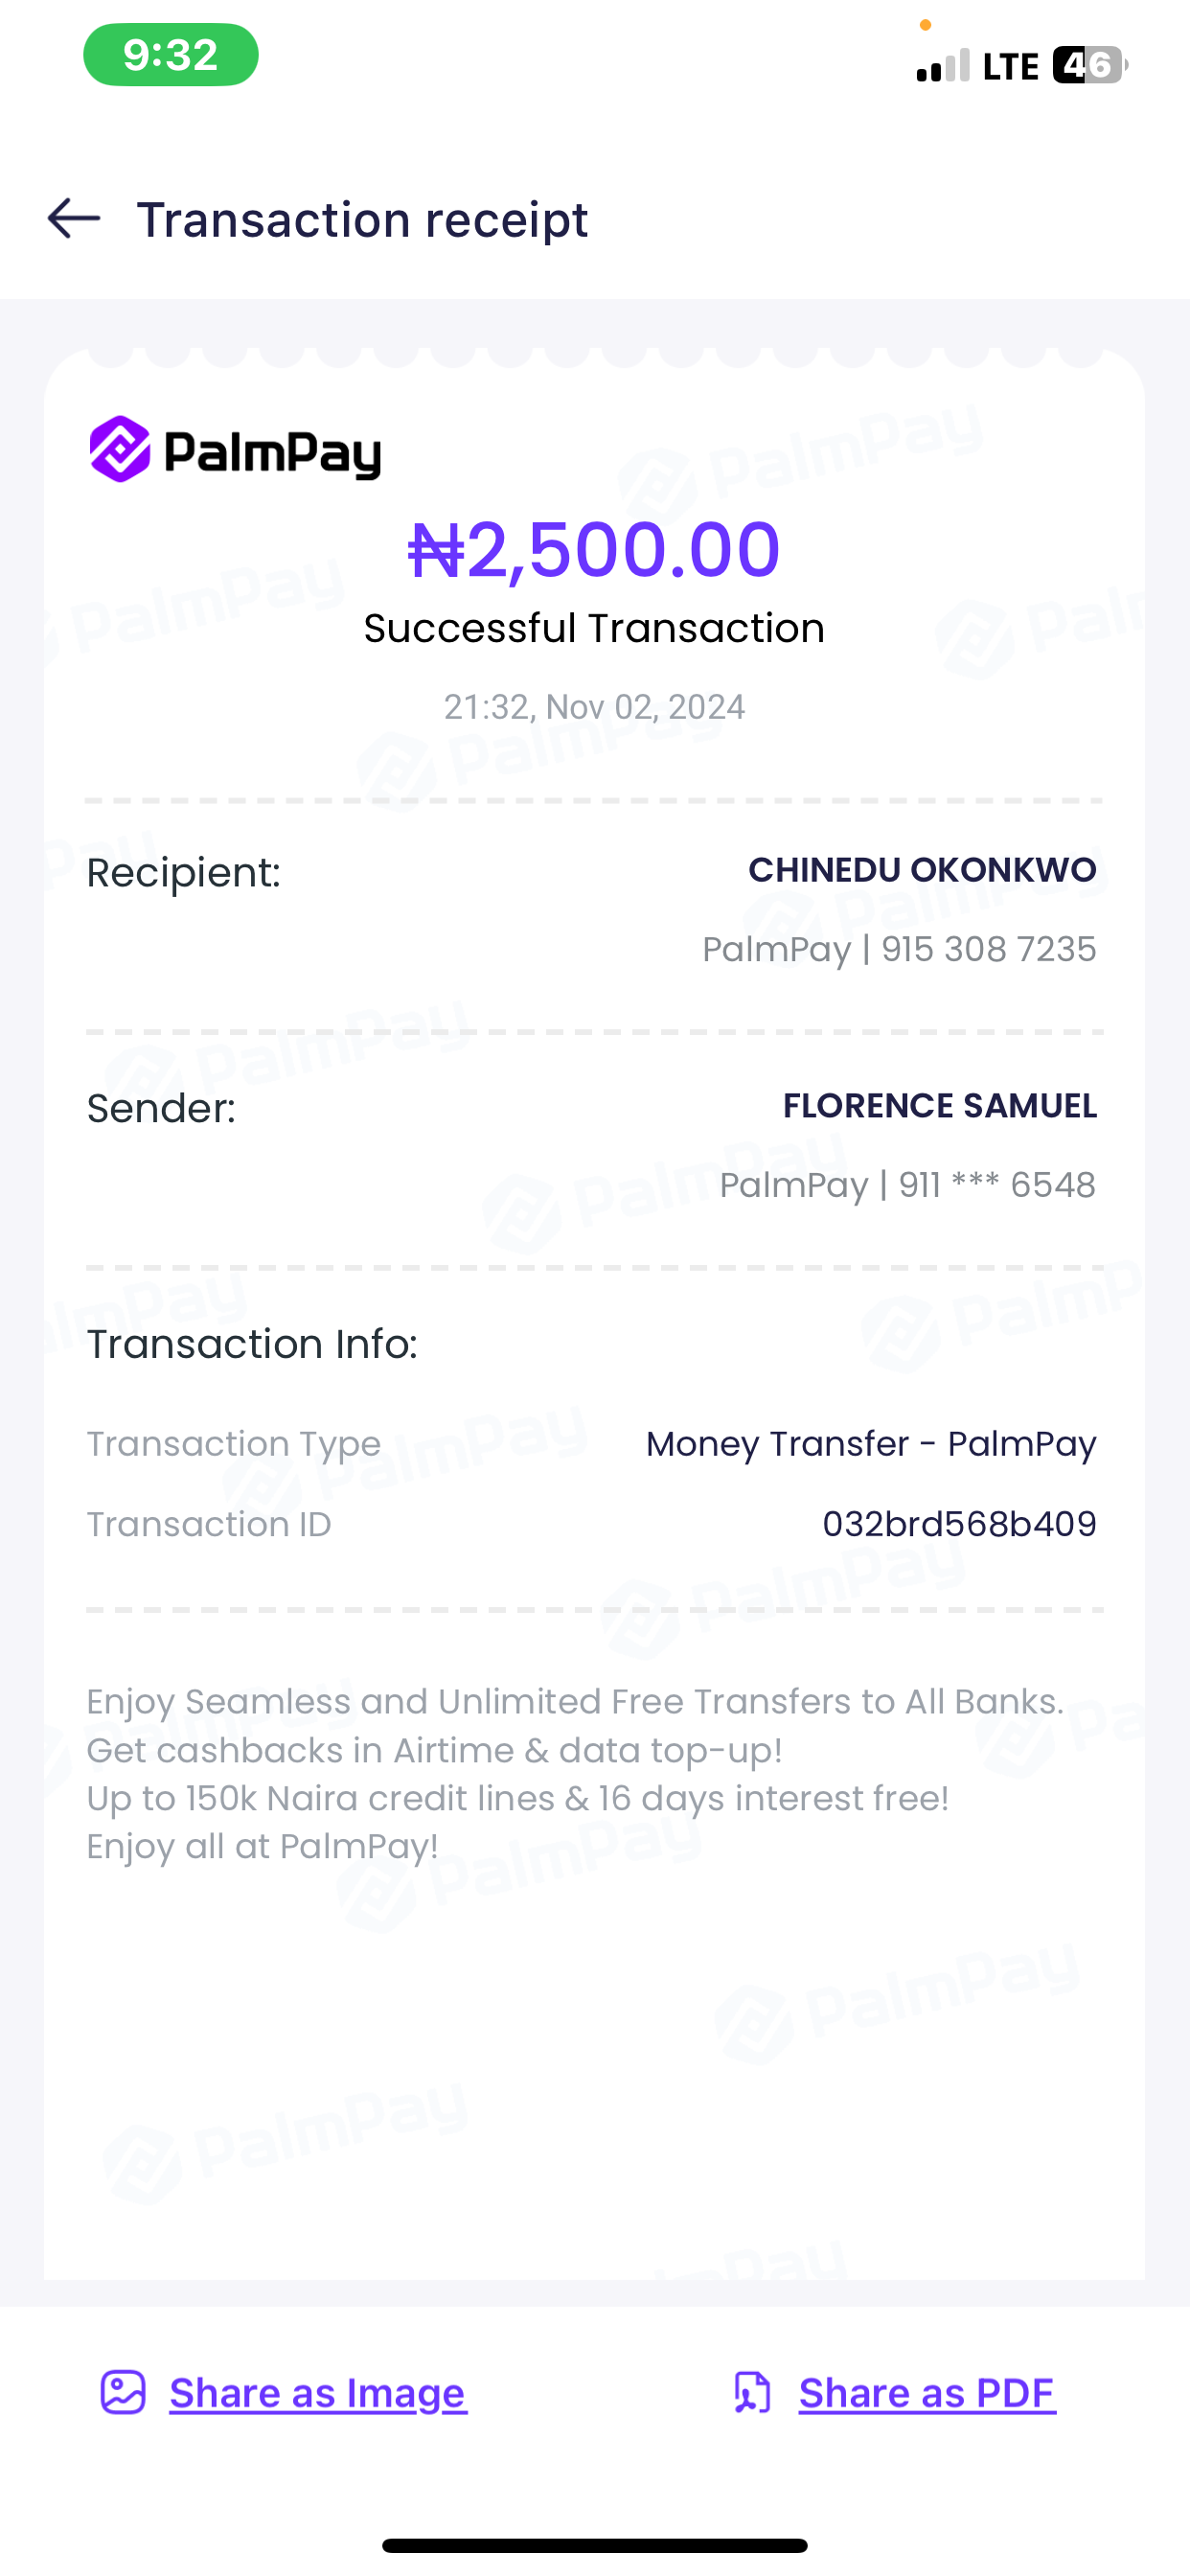 9:32
LTE 46
Transaction receipt
PalmPay
₦2,500.00
Successful Transaction
21:32, Nov 02, 2024
Recipient: CHINEDU OKONKWO
PalmPay | 915 308 7235
Sender: FLORENCE SAMUEL
PalmPay | 911 *** 6548
Transaction Info:
Transaction Type Money Transfer - PalmPay
Transaction ID 032brd568b409
Enjoy Seamless and Unlimited Free Transfers to All Banks.
Get cashbacks in Airtime & data top-up!
Up to 150k Naira credit lines & 16 days interest free!
Enjoy all at PalmPay!
Share as Image Share as PDF